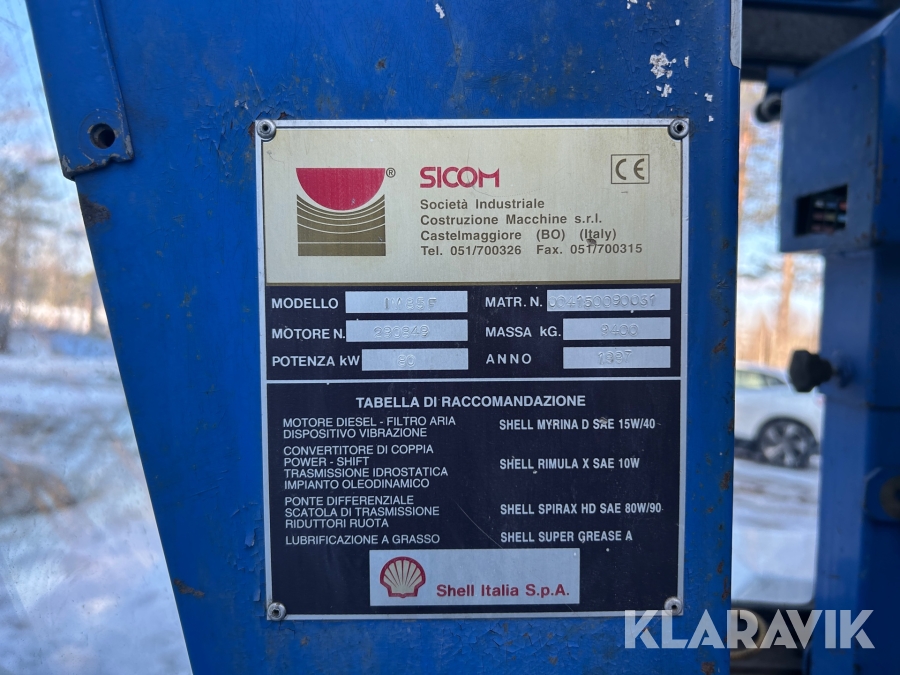 ®
SICOM
CE
Società Industriale
Costruzione Macchine s.r.l.
Castelmaggiore (BO) (Italy)
Tel. 051/700326 Fax. 051/700315
MODELLO
MATR. N.
MOTORE N.
MASSA KG. 9400
POTENZA KW
ANNO
TABELLA DI RACCOMANDAZIONE
MOTORE DIESEL - FILTRO ARIA
DISPOSITIVO VIBRAZIONE
SHELL MYRINA D SAE 15W/40
CONVERTITORE DI COPPIA
POWER - SHIFT
TRASMISSIONE IDROSTATICA
IMPIANTO OLEODINAMICO
SHELL RIMULA X SAE 10W
PONTE DIFFERENZIALE
SCATOLA DI TRASMISSIONE
RIDUTTORI RUOTA
SHELL SPIRAX HD SAE 80W/90
LUBRIFICAZIONE A GRASSO
SHELL SUPER GREASE A
Shell Italia S.p.A.
KLARAVIK